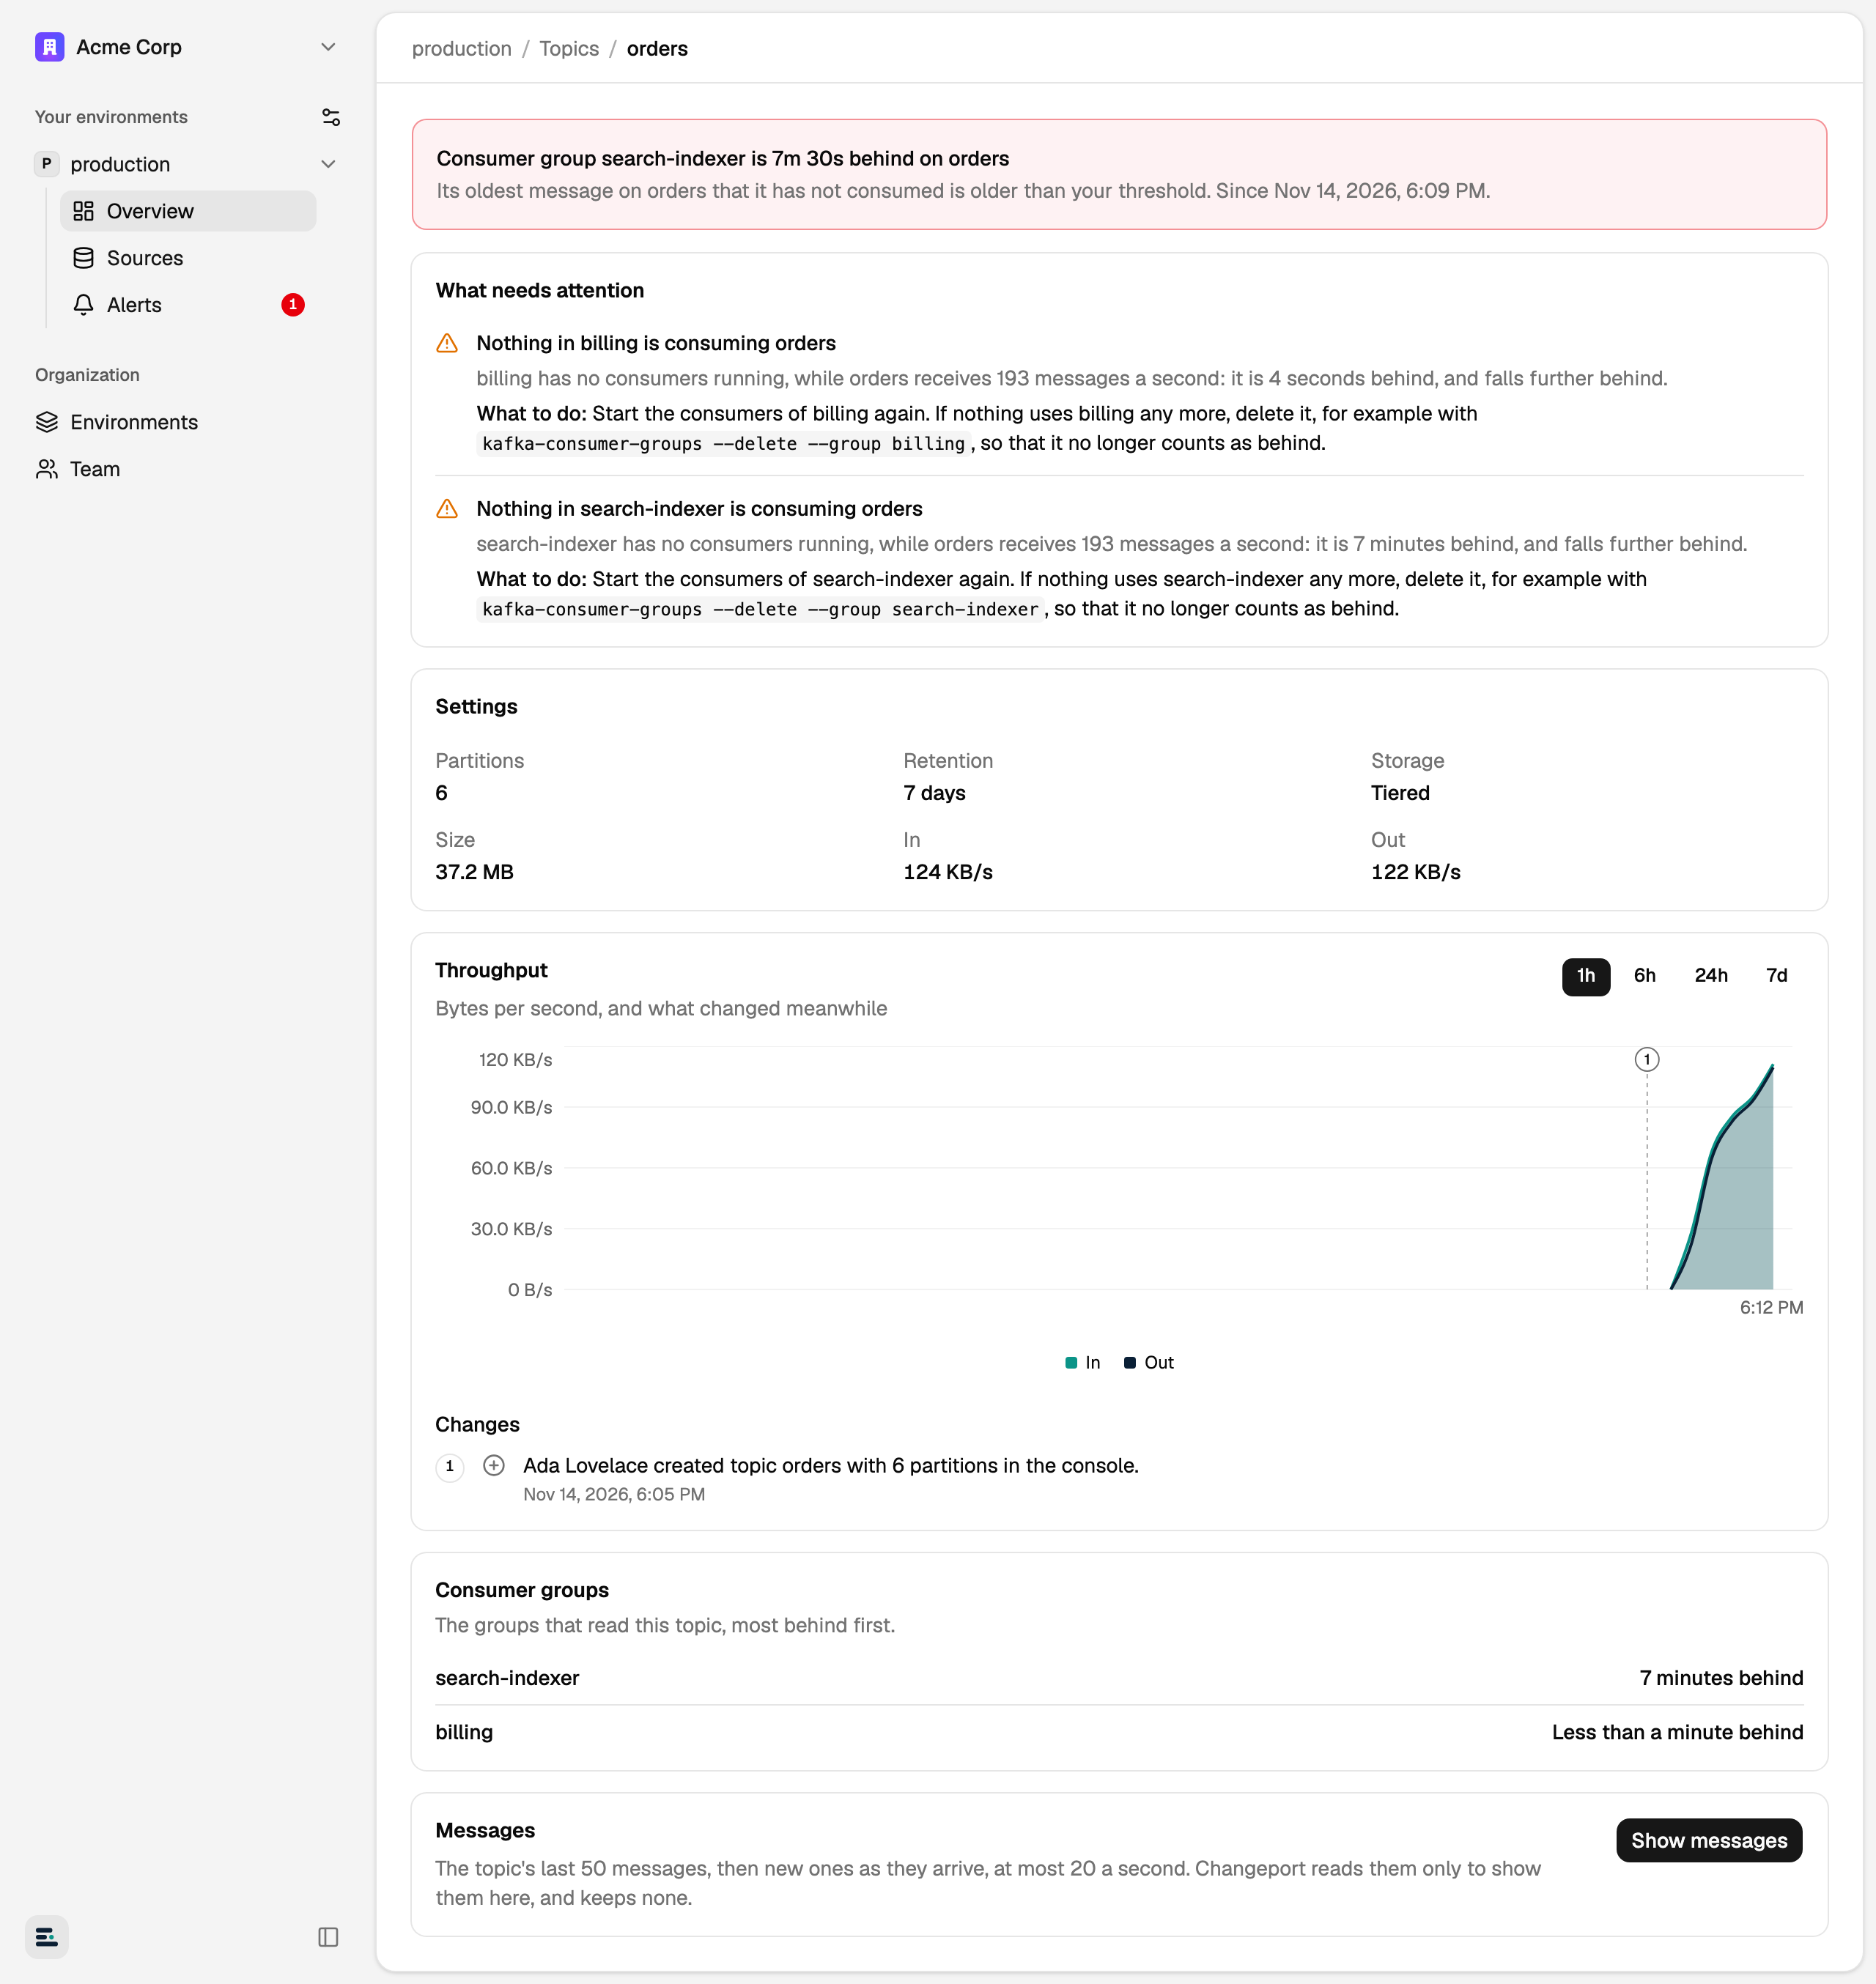 Acme Corp
Your environments
P production
Overview
Sources
Alerts 1
Organization
Environments
Team
production / Topics / orders
Consumer group search-indexer is 7m 30s behind on orders
Its oldest message on orders that it has not consumed is older than your threshold. Since Nov 14, 2026, 6:09 PM.
What needs attention
Nothing in billing is consuming orders
billing has no consumers running, while orders receives 193 messages a second: it is 4 seconds behind, and falls further behind.
What to do: Start the consumers of billing again. If nothing uses billing any more, delete it, for example with
kafka-consumer-groups --delete --group billing , so that it no longer counts as behind.
Nothing in search-indexer is consuming orders
search-indexer has no consumers running, while orders receives 193 messages a second: it is 7 minutes behind, and falls further behind.
What to do: Start the consumers of search-indexer again. If nothing uses search-indexer any more, delete it, for example with
kafka-consumer-groups --delete --group search-indexer , so that it no longer counts as behind.
Settings
Partitions Retention Storage
6 7 days Tiered
Size In Out
37.2 MB 124 KB/s 122 KB/s
Throughput
1h 6h 24h 7d
Bytes per second, and what changed meanwhile
120 KB/s
1
90.0 KB/s
60.0 KB/s
30.0 KB/s
0 B/s
6:12 PM
In Out
Changes
1 Ada Lovelace created topic orders with 6 partitions in the console.
Nov 14, 2026, 6:05 PM
Consumer groups
The groups that read this topic, most behind first.
search-indexer 7 minutes behind
billing Less than a minute behind
Messages
Show messages
The topic's last 50 messages, then new ones as they arrive, at most 20 a second. Changeport reads them only to show
them here, and keeps none.